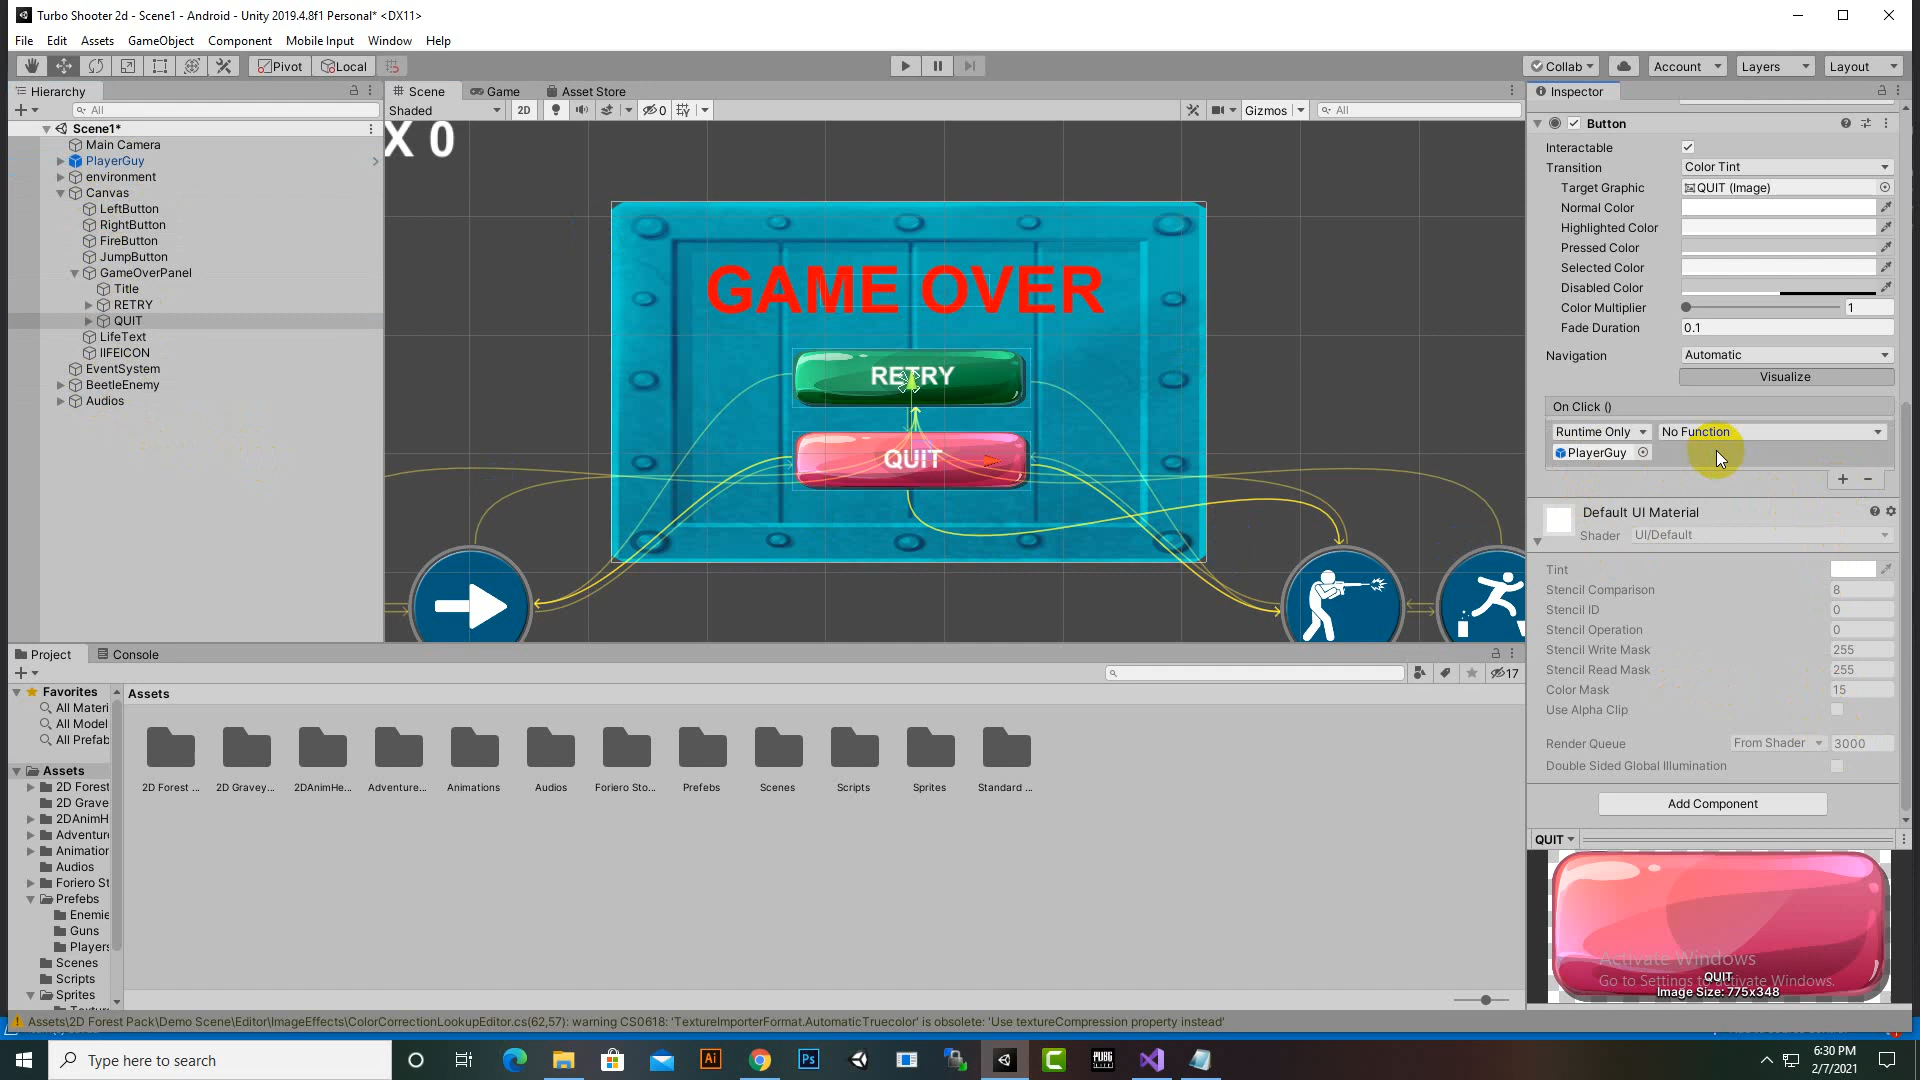 Turbo Shooter 2d - Scene1 - Android - Unity 2019.4.8f1 Personal* <DX11>
File Edit Assets GameObject Component Mobile Input Window Help
Pivot Local Collab Account Layers Layout
Hierarchy
All
Scene1*
Main Camera
PlayerGuy
environment
Canvas
LeftButton
RightButton
FireButton
JumpButton
GameOverPanel
Title
RETRY
QUIT
LifeText
lIFEICON
EventSystem
BeetleEnemy
Audios
Scene Game Asset Store
Shaded 2D 0 Gizmos All
X 0
GAME OVER
RETRY
QUIT
Inspector
Button
Interactable
Transition Color Tint
Target Graphic QUIT (Image)
Normal Color
Highlighted Color
Pressed Color
Selected Color
Disabled Color
Color Multiplier 1
Fade Duration 0.1
Navigation Automatic
Visualize
On Click ()
Runtime Only No Function
PlayerGuy
+ -
Default UI Material
Shader UI/Default
Tint
Stencil Comparison 8
Stencil ID 0
Stencil Operation 0
Stencil Write Mask 255
Stencil Read Mask 255
Color Mask 15
Use Alpha Clip
Render Queue From Shader 3000
Double Sided Global Illumination
Add Component
QUIT
Activate Windows
Go to Settings to activate Windows.
QUIT
Image Size: 775x348
Project Console
17
Favorites
All Materi
All Model
All Prefab
Assets
2D Forest
2D Grave
2DAnimH
Adventure
Animation
Audios
Foriero St
Prefebs
Enemie
Guns
Players
Scenes
Scripts
Sprites
Assets
2D Forest ... 2D Gravey... 2DAnimHe... Adventure... Animations Audios Foriero Sto... Prefebs Scenes Scripts Sprites Standard ...
Assets\2D Forest Pack\Demo Scene\Editor\ImageEffects\ColorCorrectionLookupEditor.cs(62,57): warning CS0618: 'TextureImporterFormat.AutomaticTruecolor' is obsolete: 'Use textureCompression property instead'
Type here to search
Ai
Ps
PUBG
6:30 PM
2/7/2021